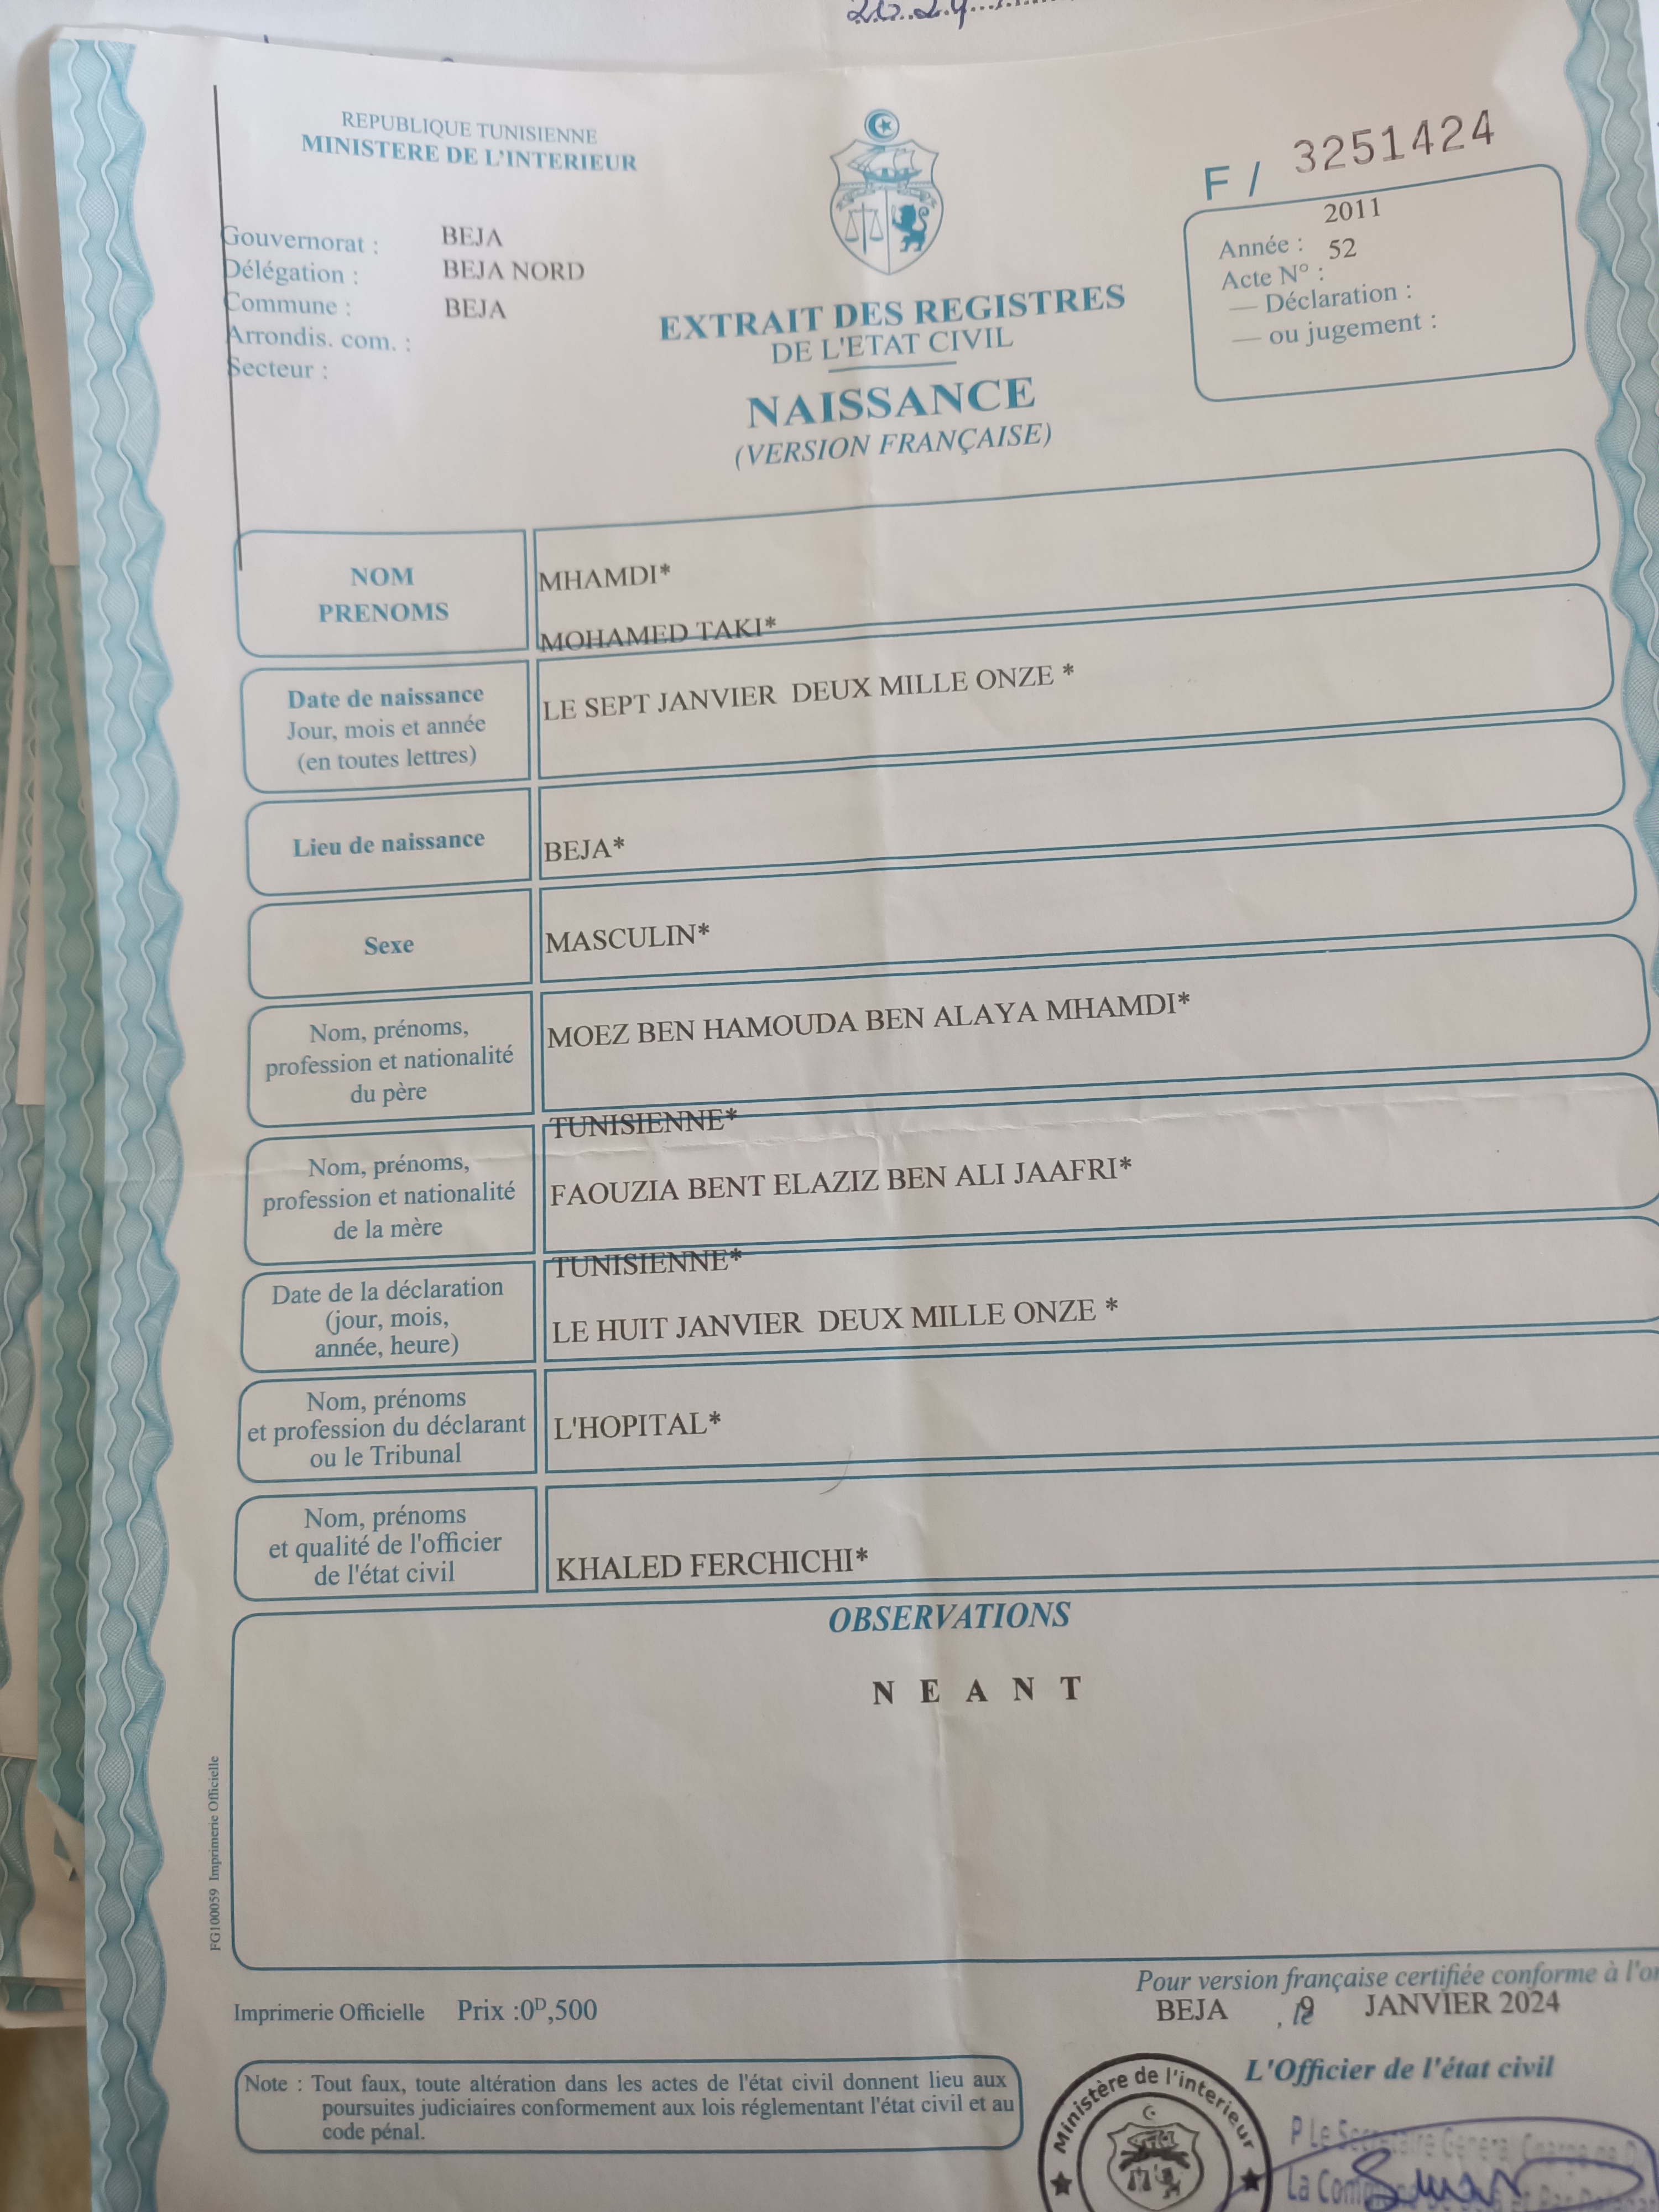 REPUBLIQUE TUNISIENNE
MINISTERE DE L'INTERIEUR
F / 3251424
Gouvernorat : BEJA
Délégation : BEJA NORD
Commune : BEJA
Arrondis. com. :
Secteur :
2011
Année : 52
Acte N° :
— Déclaration :
— ou jugement :
EXTRAIT DES REGISTRES
DE L'ETAT CIVIL
NAISSANCE
(VERSION FRANÇAISE)
NOM
PRENOMS
MHAMDI*
MOHAMED TAKI*
Date de naissance
Jour, mois et année
(en toutes lettres)
LE SEPT JANVIER DEUX MILLE ONZE *
Lieu de naissance
BEJA*
Sexe
MASCULIN*
Nom, prénoms,
profession et nationalité
du père
MOEZ BEN HAMOUDA BEN ALAYA MHAMDI*
TUNISIENNE*
Nom, prénoms,
profession et nationalité
de la mère
FAOUZIA BENT ELAZIZ BEN ALI JAAFRI*
TUNISIENNE*
Date de la déclaration
(jour, mois,
année, heure)
LE HUIT JANVIER DEUX MILLE ONZE *
Nom, prénoms
et profession du déclarant
ou le Tribunal
L'HOPITAL*
Nom, prénoms
et qualité de l'officier
de l'état civil
KHALED FERCHICHI*
OBSERVATIONS
N E A N T
FG100059 Imprimerie Officielle
Pour version française certifiée conforme à
Imprimerie Officielle Prix :0ᴰ,500
BEJA , le 9 JANVIER 2024
L'Officier de l'état civil
Note : Tout faux, toute altération dans les actes de l'état civil donnent lieu aux
poursuites judiciaires conformement aux lois réglementant l'état civil et au
code pénal.
Ministère de l'interieur
P Le Secrétaire Général
La